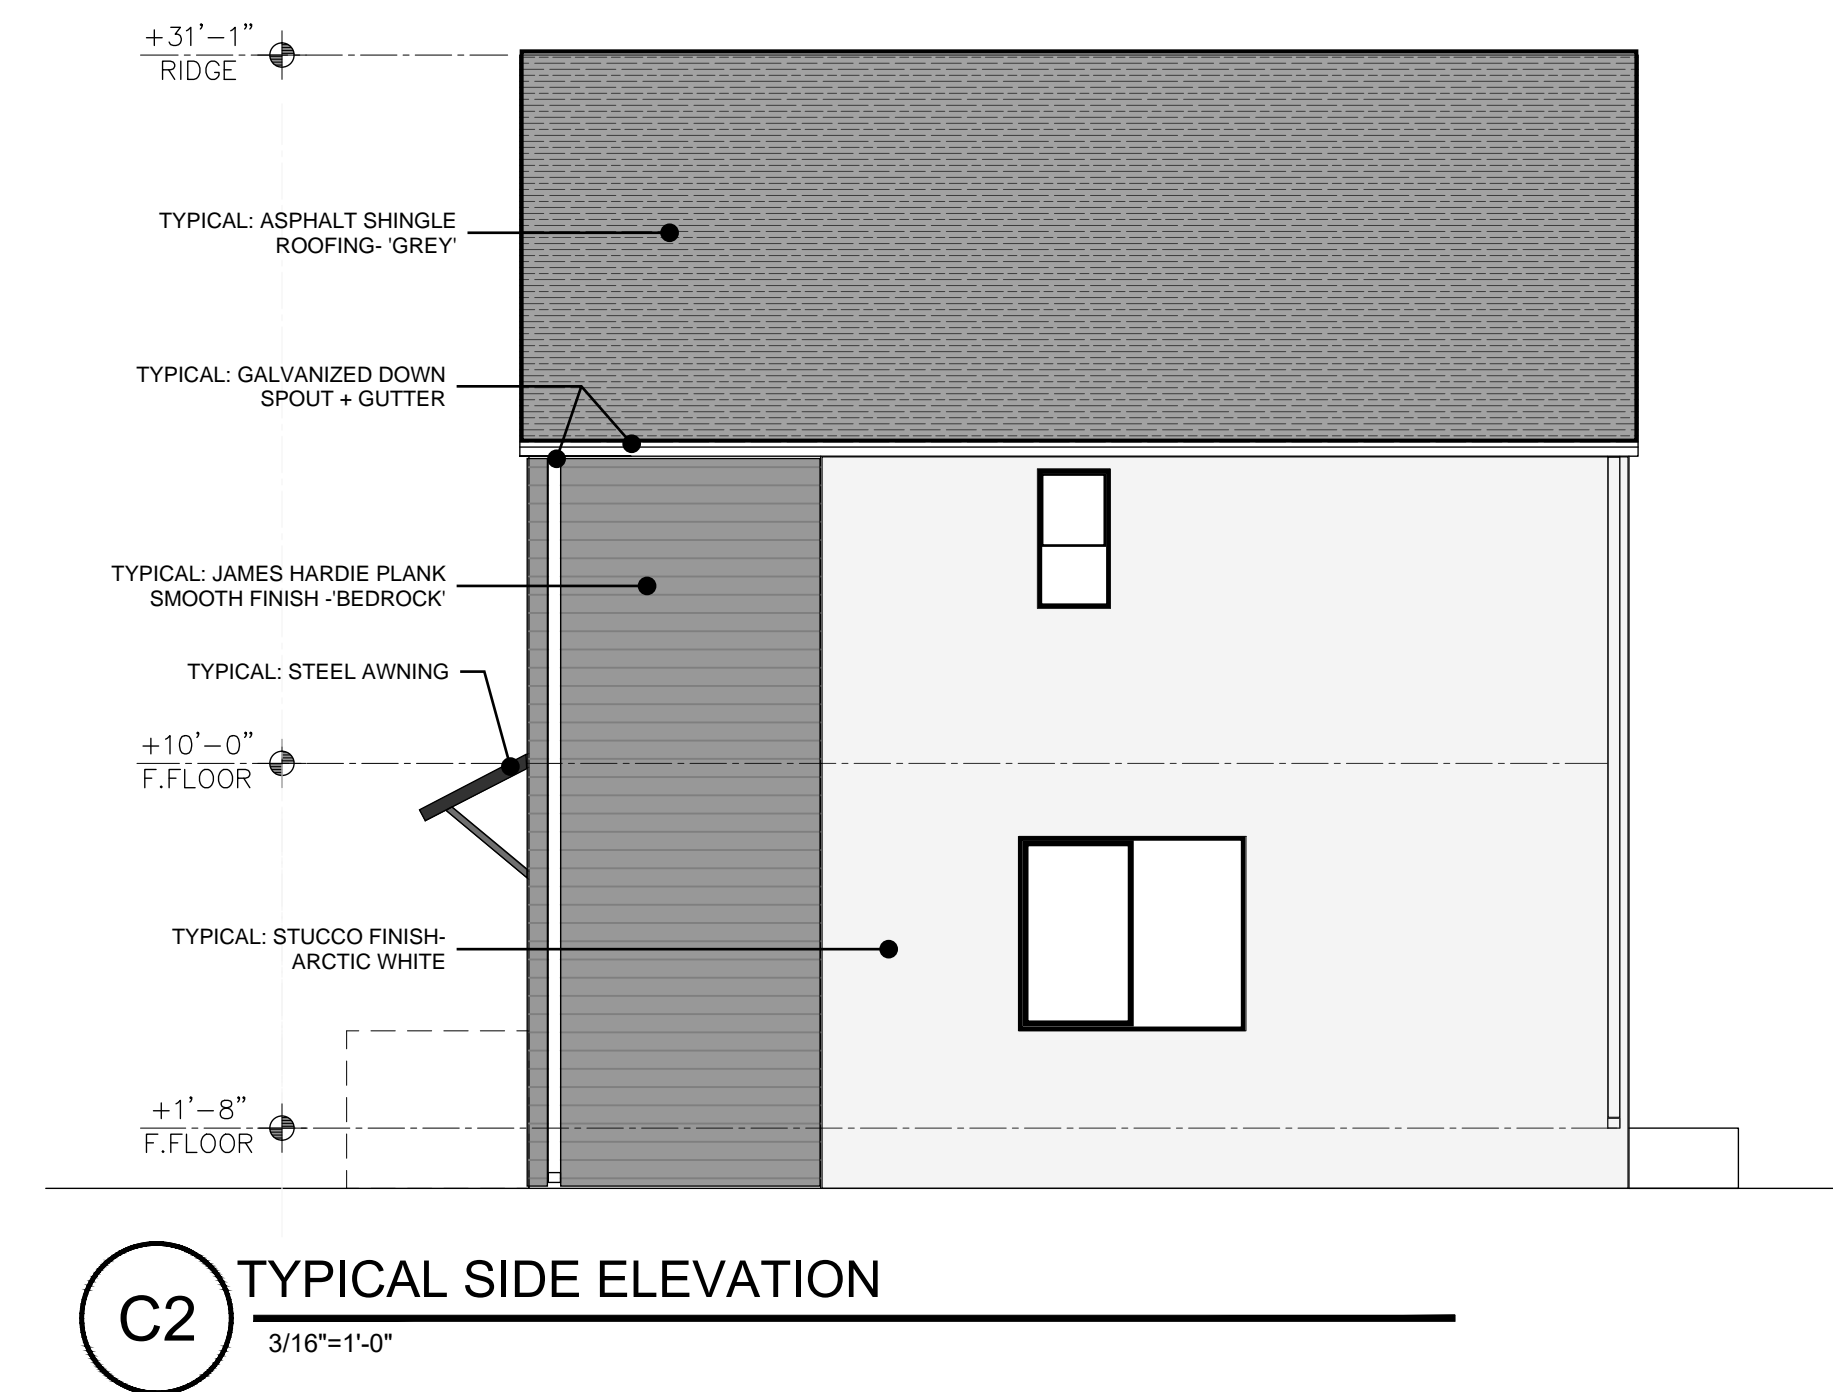 +31’–1”
RIDGE
TYPICAL: ASPHALT SHINGLE
ROOFING- 'GREY'
TYPICAL: GALVANIZED DOWN
SPOUT + GUTTER
TYPICAL: JAMES HARDIE PLANK
SMOOTH FINISH -'BEDROCK'
TYPICAL: STEEL AWNING
+10’–0”
F.FLOOR
TYPICAL: STUCCO FINISH-
ARCTIC WHITE
+1’–8”
F.FLOOR
C2
TYPICAL SIDE ELEVATION
3/16"=1'-0"